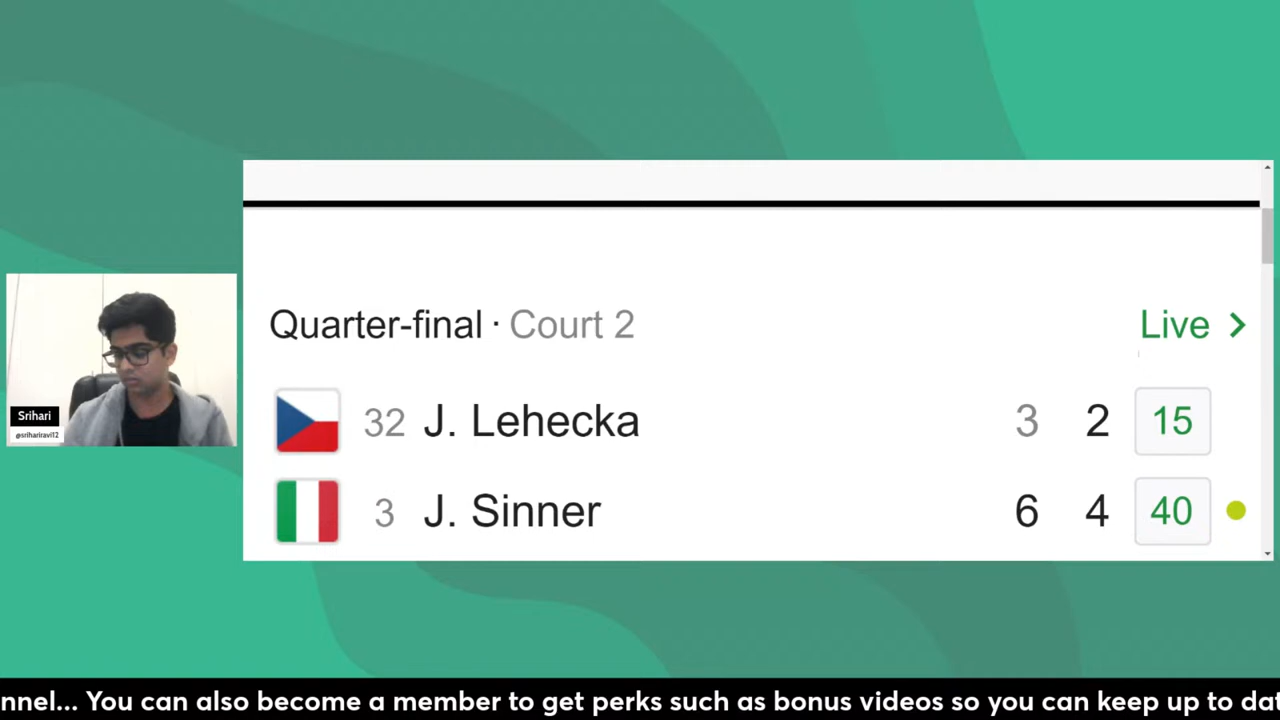 Quarter-final · Court 2 Live >
32 J. Lehecka 3 2 15
3 J. Sinner 6 4 40
Srihari
@srihariravi12
nnel... You can also become a member to get perks such as bonus videos so you can keep up to dat